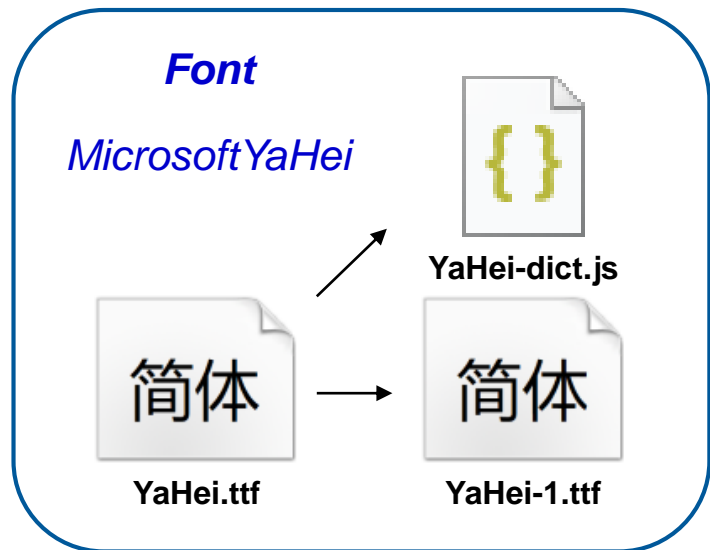 Font
MicrosoftYaHei
{ }
YaHei-dict.js
简体
简体
YaHei.ttf
YaHei-1.ttf